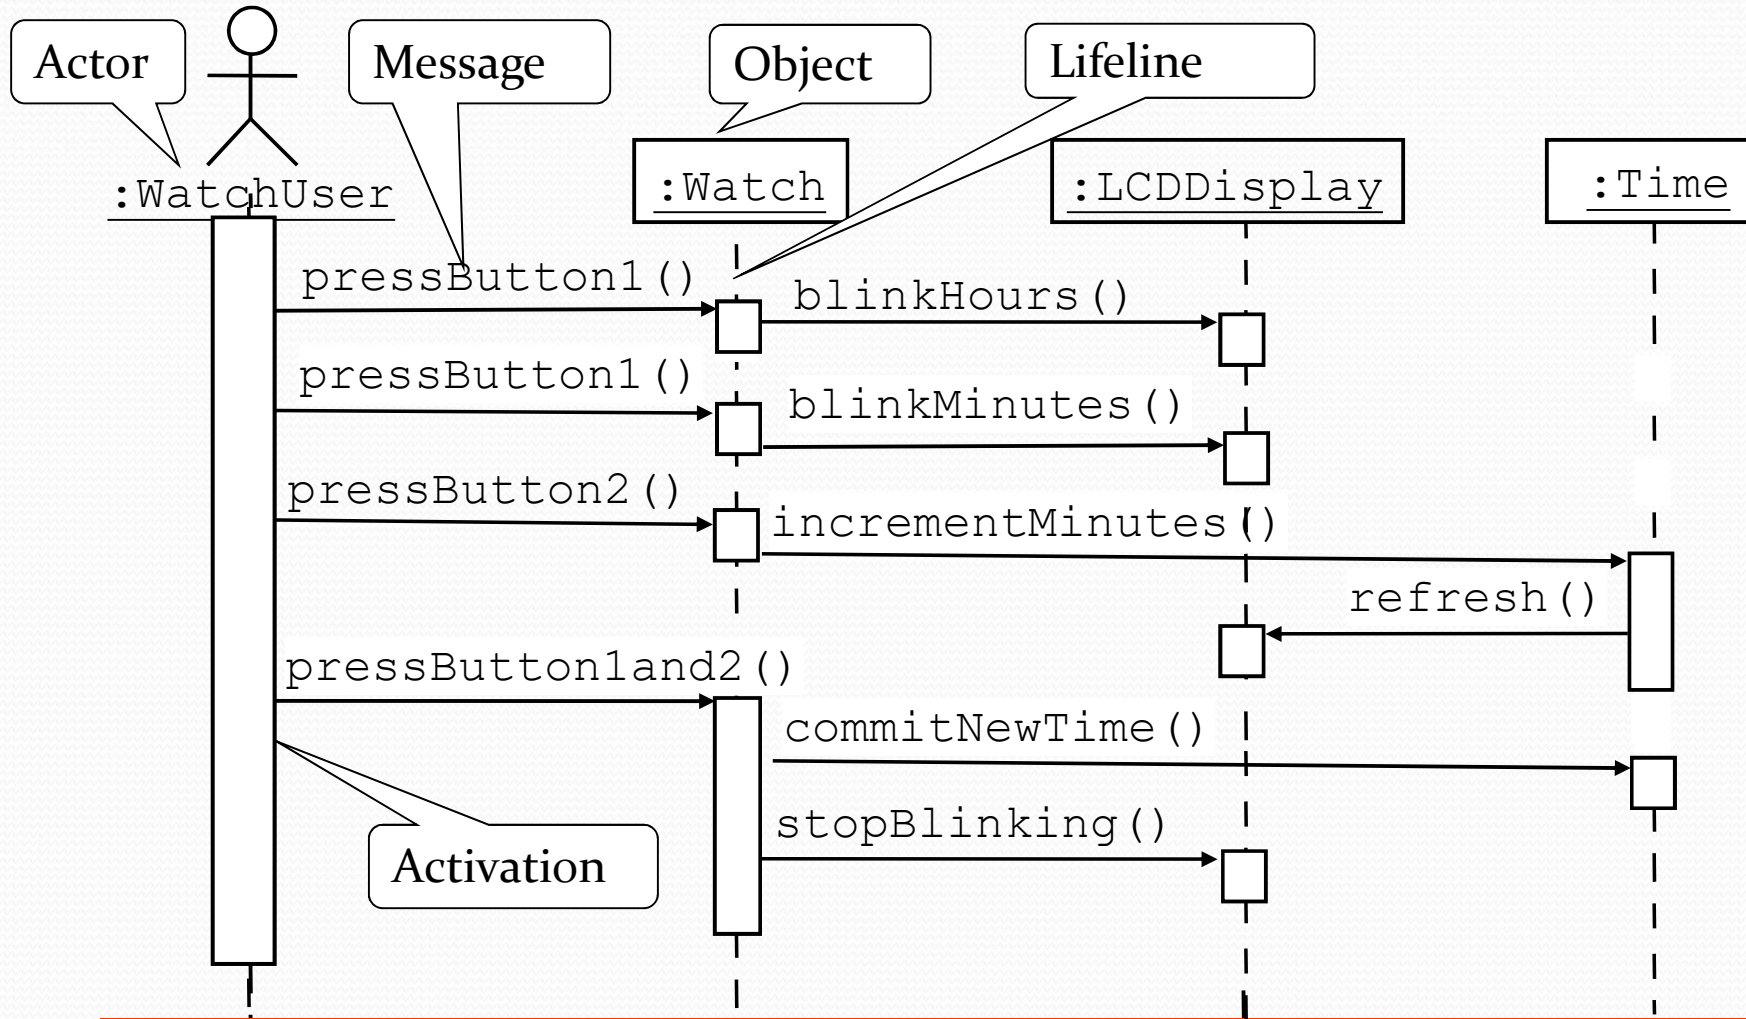 Actor
Message
Object
Lifeline
:WatchUser
:Watch
:LCDDisplay
:Time
pressButton1()
blinkHours()
pressButton1()
blinkMinutes()
pressButton2()
incrementMinutes()
refresh()
pressButton1and2()
commitNewTime()
stopBlinking()
Activation